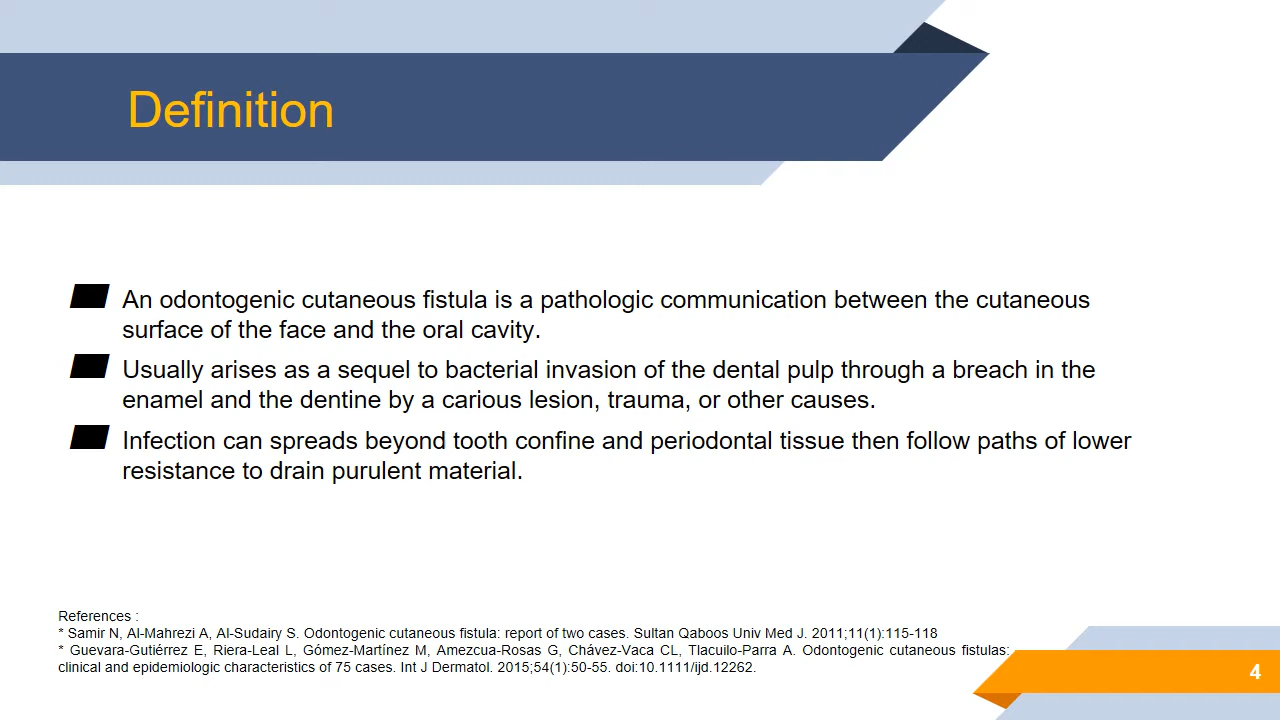 Definition
An odontogenic cutaneous fistula is a pathologic communication between the cutaneous
surface of the face and the oral cavity.
Usually arises as a sequel to bacterial invasion of the dental pulp through a breach in the
enamel and the dentine by a carious lesion, trauma, or other causes.
Infection can spreads beyond tooth confine and periodontal tissue then follow paths of lower
resistance to drain purulent material.
References :
* Samir N, Al-Mahrezi A, Al-Sudairy S. Odontogenic cutaneous fistula: report of two cases. Sultan Qaboos Univ Med J. 2011;11(1):115-118
* Guevara-Gutiérrez E, Riera-Leal L, Gómez-Martínez M, Amezcua-Rosas G, Chávez-Vaca CL, Tlacuilo-Parra A. Odontogenic cutaneous fistulas:
clinical and epidemiologic characteristics of 75 cases. Int J Dermatol. 2015;54(1):50-55. doi:10.1111/ijd.12262.
4